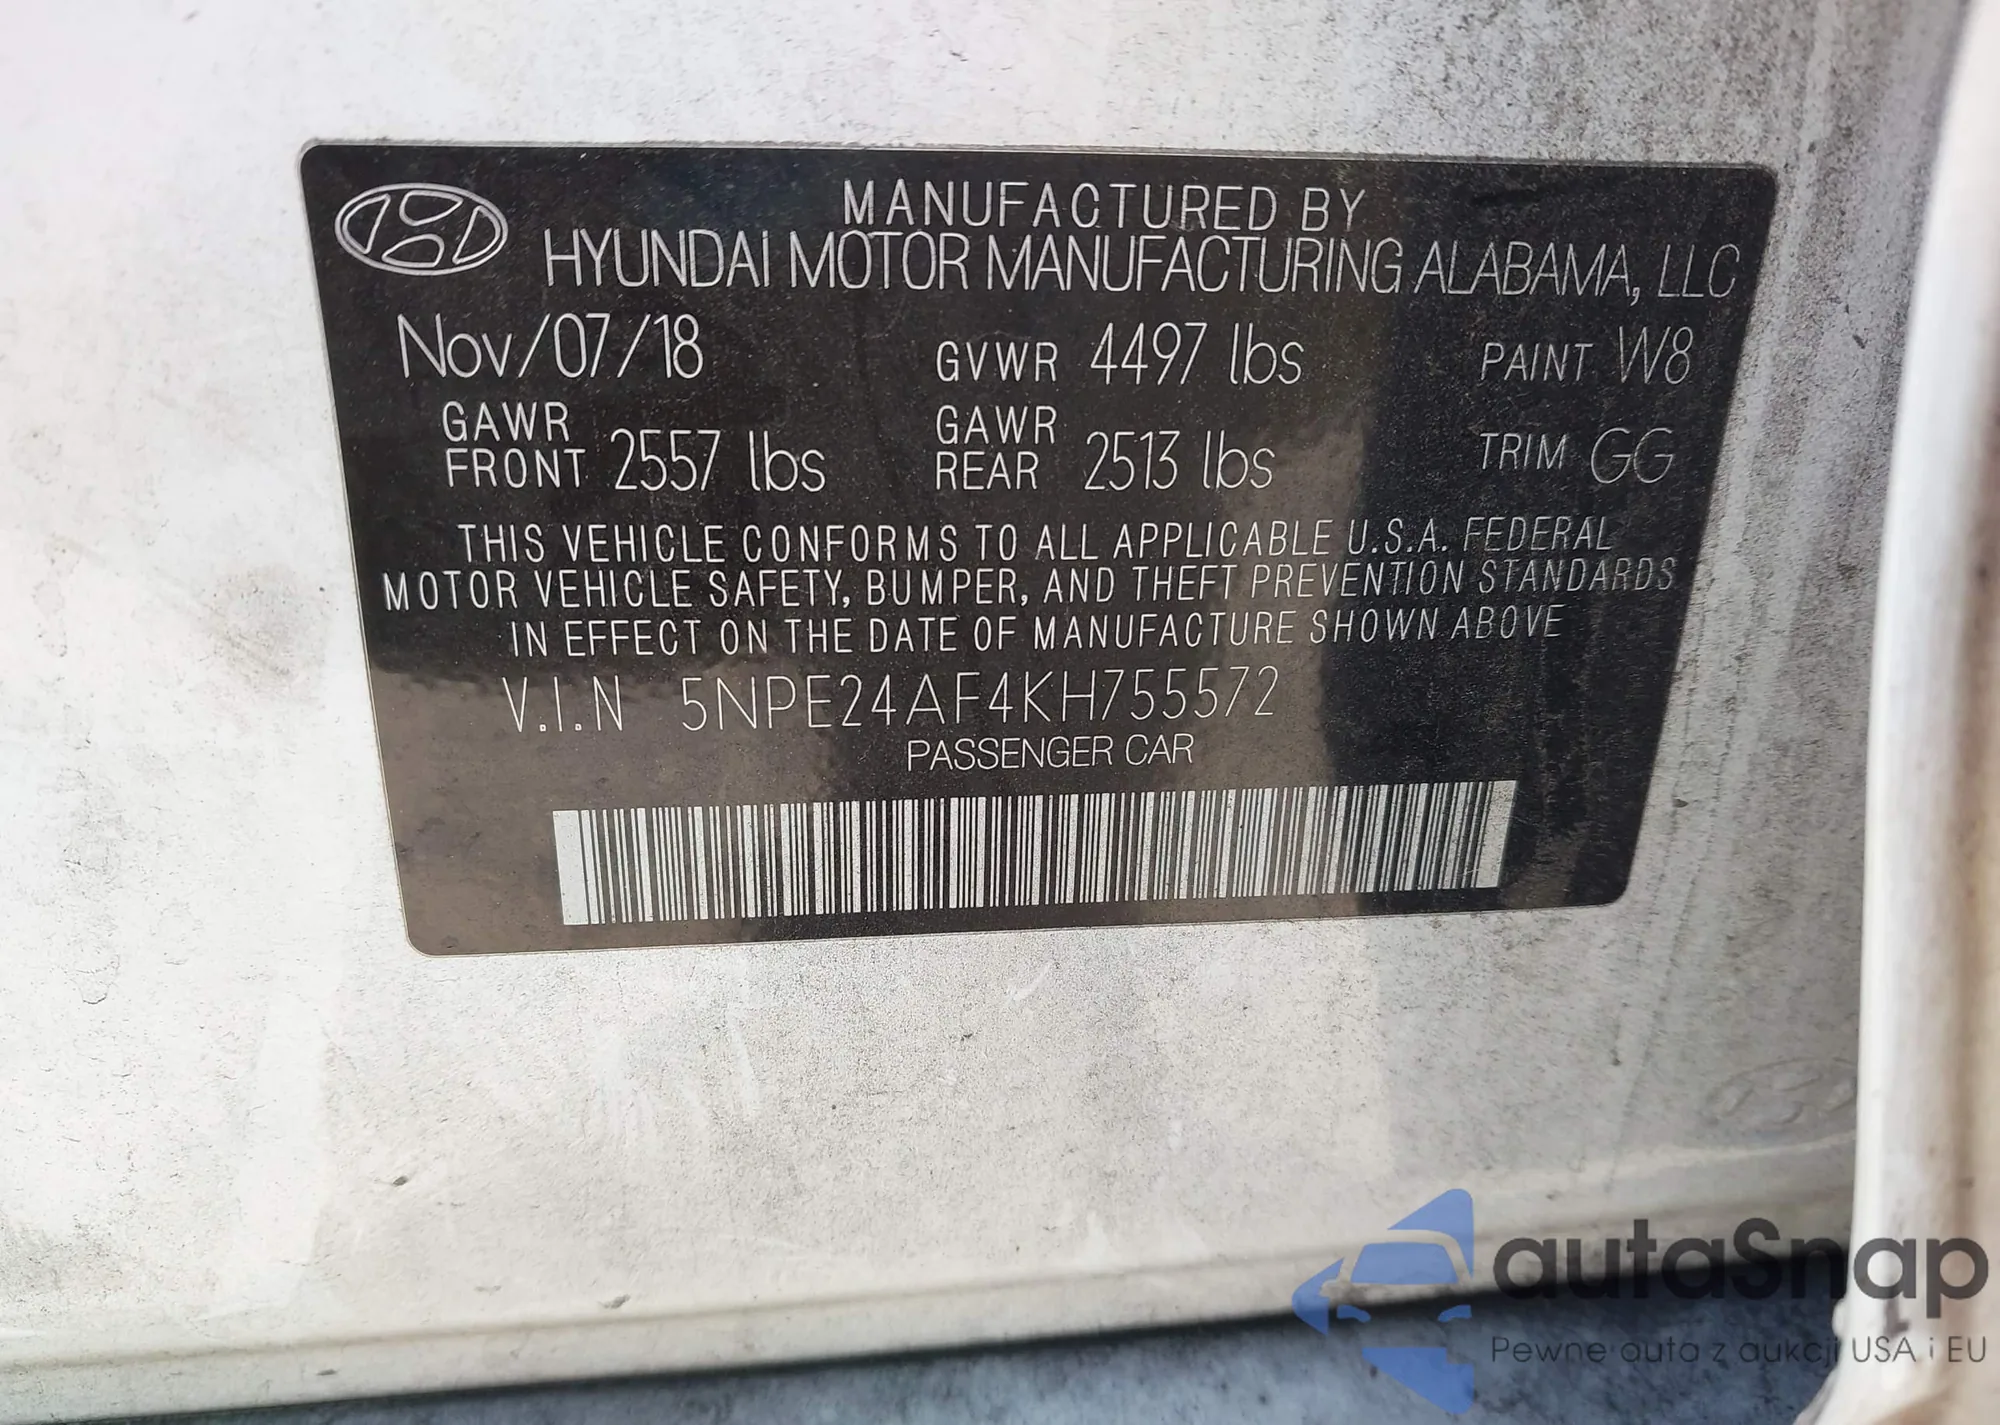 MANUFACTURED BY
HYUNDAI MOTOR MANUFACTURING ALABAMA, LLC
Nov/07/18 GVWR 4497 lbs PAINT W8
GAWR FRONT 2557 lbs GAWR REAR 2513 lbs TRIM GG
THIS VEHICLE CONFORMS TO ALL APPLICABLE U.S.A. FEDERAL
MOTOR VEHICLE SAFETY, BUMPER, AND THEFT PREVENTION STANDARDS
IN EFFECT ON THE DATE OF MANUFACTURE SHOWN ABOVE
V.I.N 5NPE24AF4KH755572
PASSENGER CAR
autaSnap
Pewne auta z aukcji USA i EU